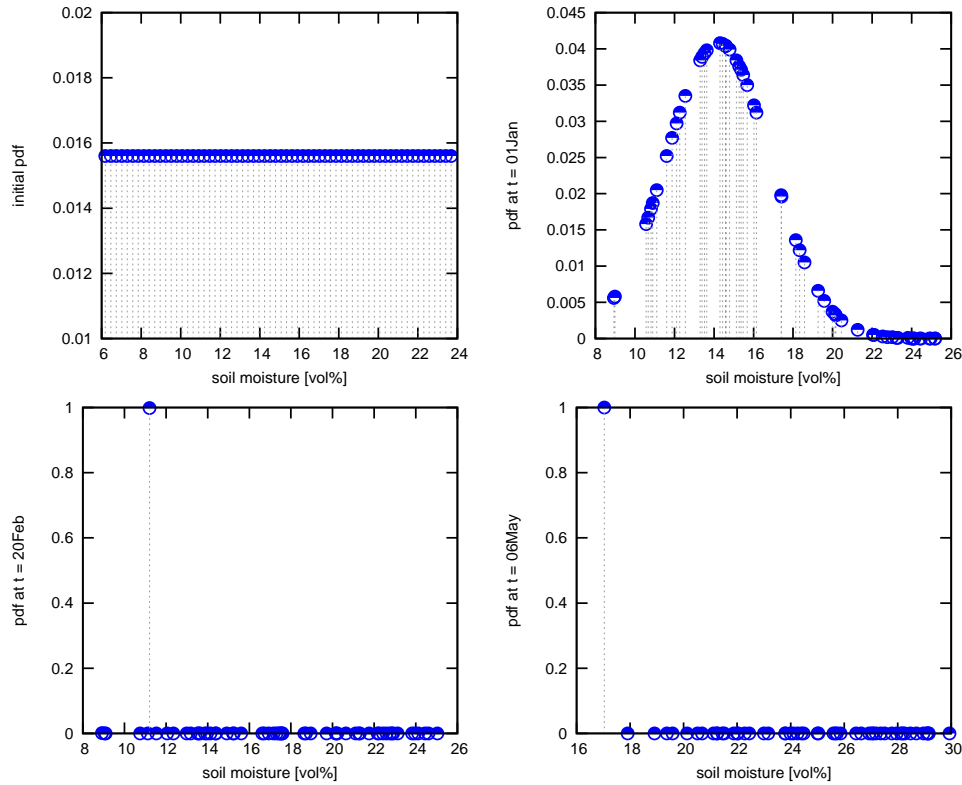 0.02
0.018
0.016
0.014
0.012
0.01
initial pdf
6 8 10 12 14 16 18 20 22 24
soil moisture [vol%]
0.045
0.04
0.035
0.03
0.025
0.02
0.015
0.01
0.005
0
pdf at t = 01Jan
8 10 12 14 16 18 20 22 24 26
soil moisture [vol%]
1
0.8
0.6
0.4
0.2
0
pdf at t = 20Feb
8 10 12 14 16 18 20 22 24 26
soil moisture [vol%]
1
0.8
0.6
0.4
0.2
0
pdf at t = 06May
16 18 20 22 24 26 28 30
soil moisture [vol%]